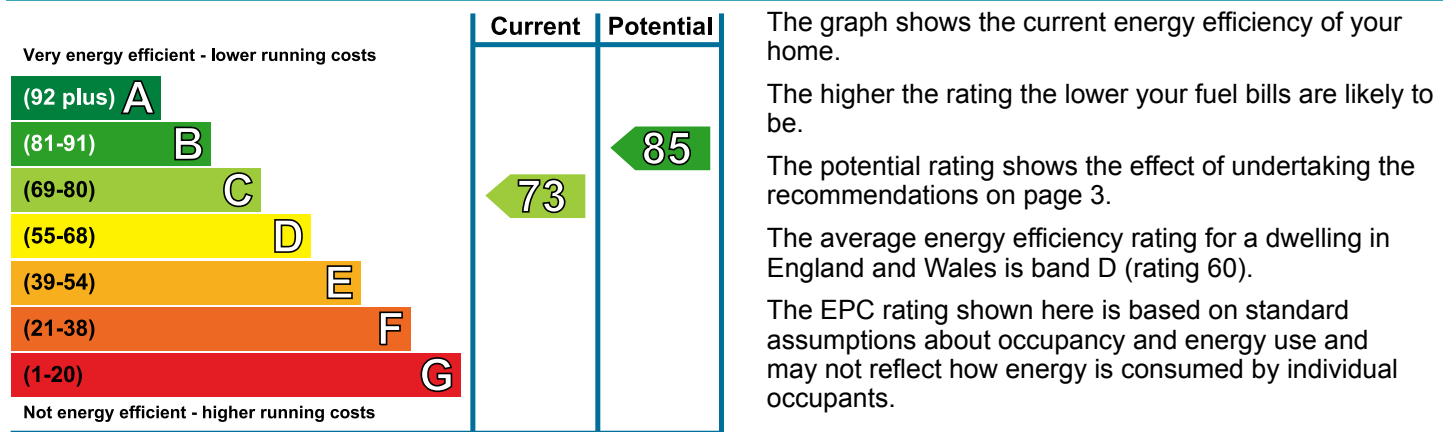 Current Potential
Very energy efficient - lower running costs
(92 plus) A
(81-91) B
85
(69-80) C
73
(55-68) D
(39-54) E
(21-38) F
(1-20) G
Not energy efficient - higher running costs
The graph shows the current energy efficiency of your
home.
The higher the rating the lower your fuel bills are likely to
be.
The potential rating shows the effect of undertaking the
recommendations on page 3.
The average energy efficiency rating for a dwelling in
England and Wales is band D (rating 60).
The EPC rating shown here is based on standard
assumptions about occupancy and energy use and
may not reflect how energy is consumed by individual
occupants.